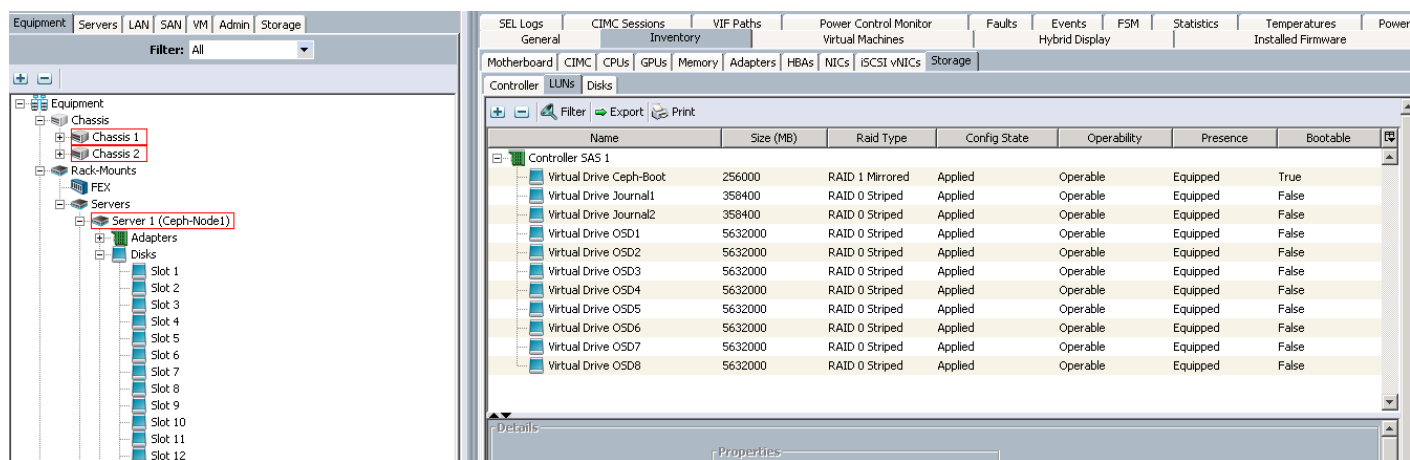 Equipment Servers LAN SAN VM Admin Storage
Filter: All
Equipment
Chassis
Chassis 1
Chassis 2
Rack-Mounts
FEX
Servers
Server 1 (Ceph-Node1)
Adapters
Disks
Slot 1
Slot 2
Slot 3
Slot 4
Slot 5
Slot 6
Slot 7
Slot 8
Slot 9
Slot 10
Slot 11
Slot 12
SEL Logs CIMC Sessions VIF Paths Power Control Monitor Faults Events FSM Statistics Temperatures Power
General Inventory Virtual Machines Hybrid Display Installed Firmware
Motherboard CIMC CPUs GPUs Memory Adapters HBAs NICs iSCSI vNICs Storage
Controller LUNs Disks
Filter Export Print
Name Size (MB) Raid Type Config State Operability Presence Bootable
Controller SAS 1
Virtual Drive Ceph-Boot 256000 RAID 1 Mirrored Applied Operable Equipped True
Virtual Drive Journal1 358400 RAID 0 Striped Applied Operable Equipped False
Virtual Drive Journal2 358400 RAID 0 Striped Applied Operable Equipped False
Virtual Drive OSD1 5632000 RAID 0 Striped Applied Operable Equipped False
Virtual Drive OSD2 5632000 RAID 0 Striped Applied Operable Equipped False
Virtual Drive OSD3 5632000 RAID 0 Striped Applied Operable Equipped False
Virtual Drive OSD4 5632000 RAID 0 Striped Applied Operable Equipped False
Virtual Drive OSD5 5632000 RAID 0 Striped Applied Operable Equipped False
Virtual Drive OSD6 5632000 RAID 0 Striped Applied Operable Equipped False
Virtual Drive OSD7 5632000 RAID 0 Striped Applied Operable Equipped False
Virtual Drive OSD8 5632000 RAID 0 Striped Applied Operable Equipped False
Details
Properties